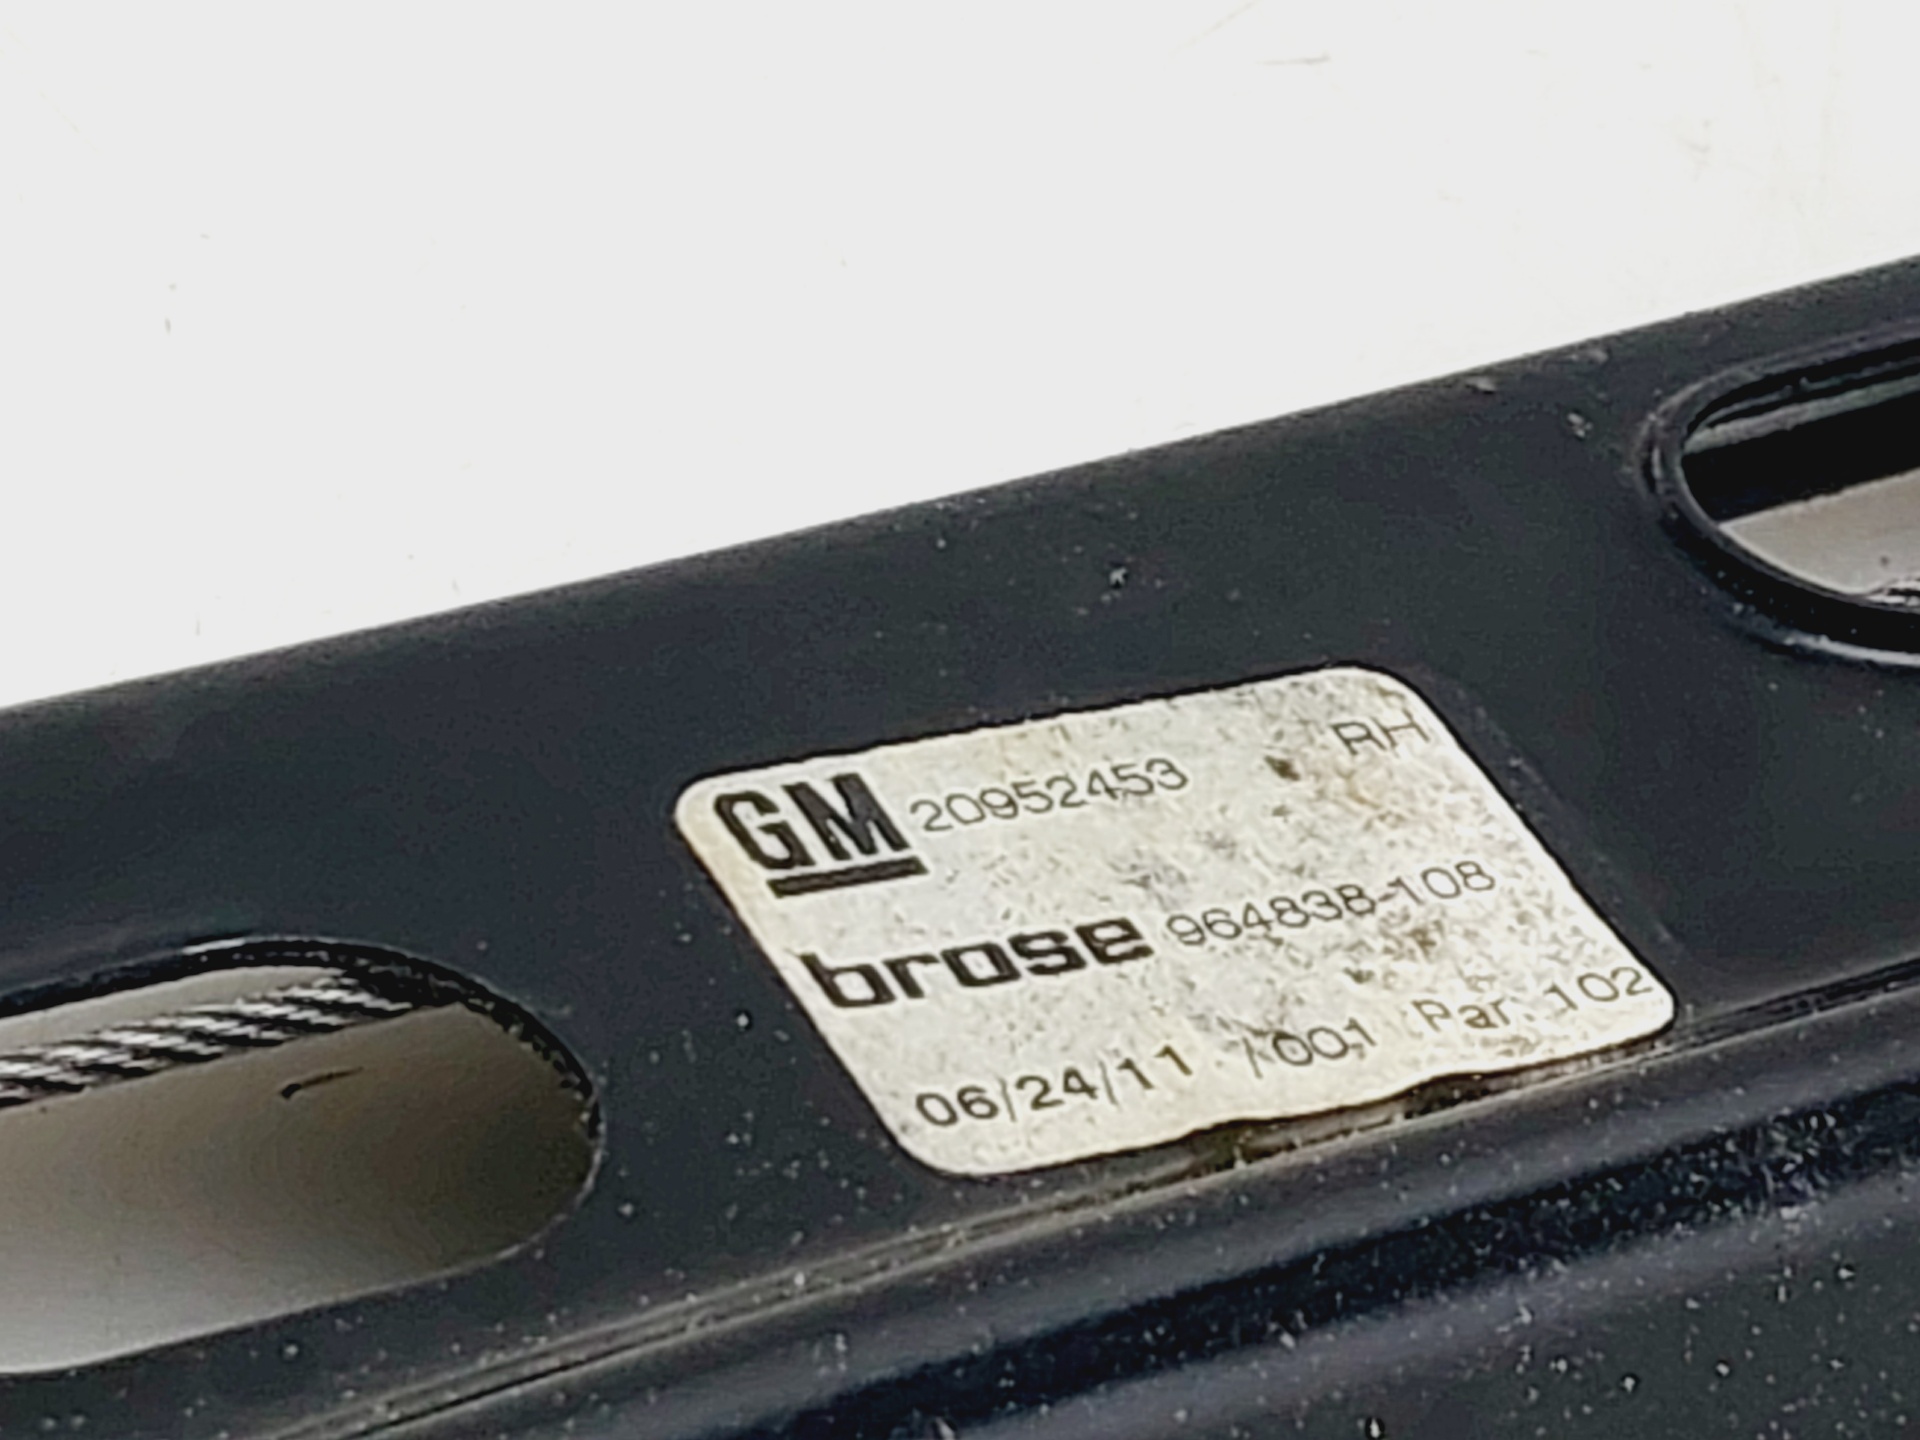 GM 20952453 RH
brose 964838-108
06/24/11 /001 Par. 102